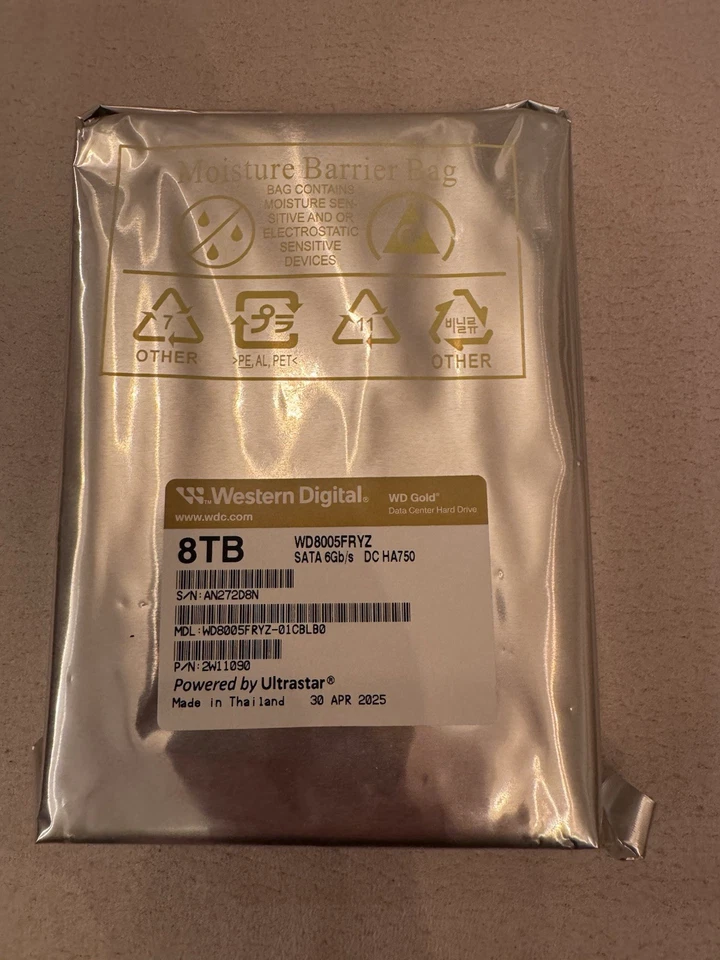 Moisture Barrier Bag
BAG CONTAINS
MOISTURE SEN-
SITIVE AND OR
ELECTROSTATIC
SENSITIVE
DEVICES
7
OTHER
プラ
>PE, AL, PET<
11
비닐류
OTHER
Western Digital®
WD Gold®
www.wdc.com
Data Center Hard Drive
8TB
WD8005FRYZ
SATA 6Gb/s DC HA750
S/N: AN272D8N
MDL: WD8005FRYZ-01CBLB0
P/N: 2W11090
Powered by Ultrastar®
Made in Thailand 30 APR 2025